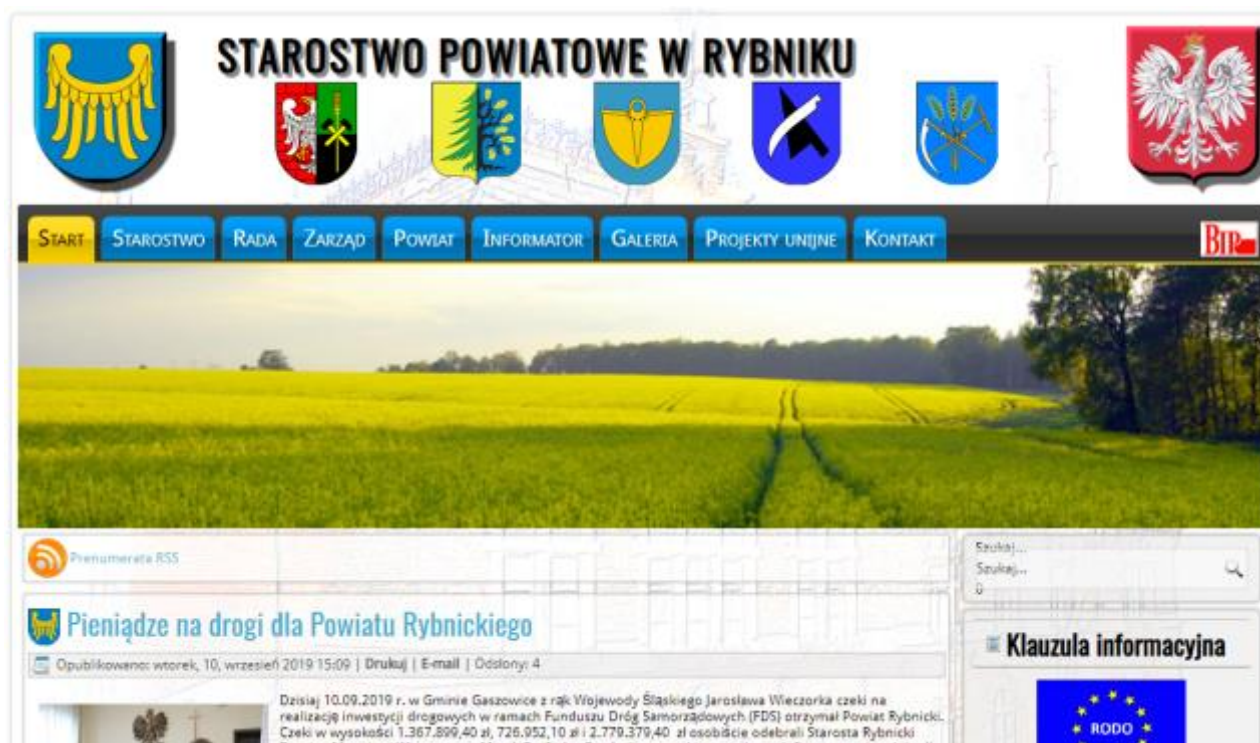 STAROSTWO POWIATOWE W RYBNIKU
START STAROSTWO RADA ZARZĄD POWIAT INFORMATOR GALERIA PROJEKTY UNIJNE KONTAKT BIP
Prenumerata RSS
Szukaj...
Szukaj...
0
Pieniądze na drogi dla Powiatu Rybnickiego
Opublikowano: wtorek, 10, wrzesień 2019 15:09 | Drukuj | E-mail | Odsłony: 4
Klauzula informacyjna
Dzisiaj 10.09.2019 r. w Gminie Gaszowice z rąk Wojewody Śląskiego Jarosława Wieczorka czeki na
realizację inwestycji drogowych w ramach Funduszu Dróg Samorządowych (FDS) otrzymał Powiat Rybnicki.
Czeki w wysokości 1.367.899,40 zł, 726.952,10 zł i 2.779.379,40 zł osobiście odebrali Starosta Rybnicki
RODO